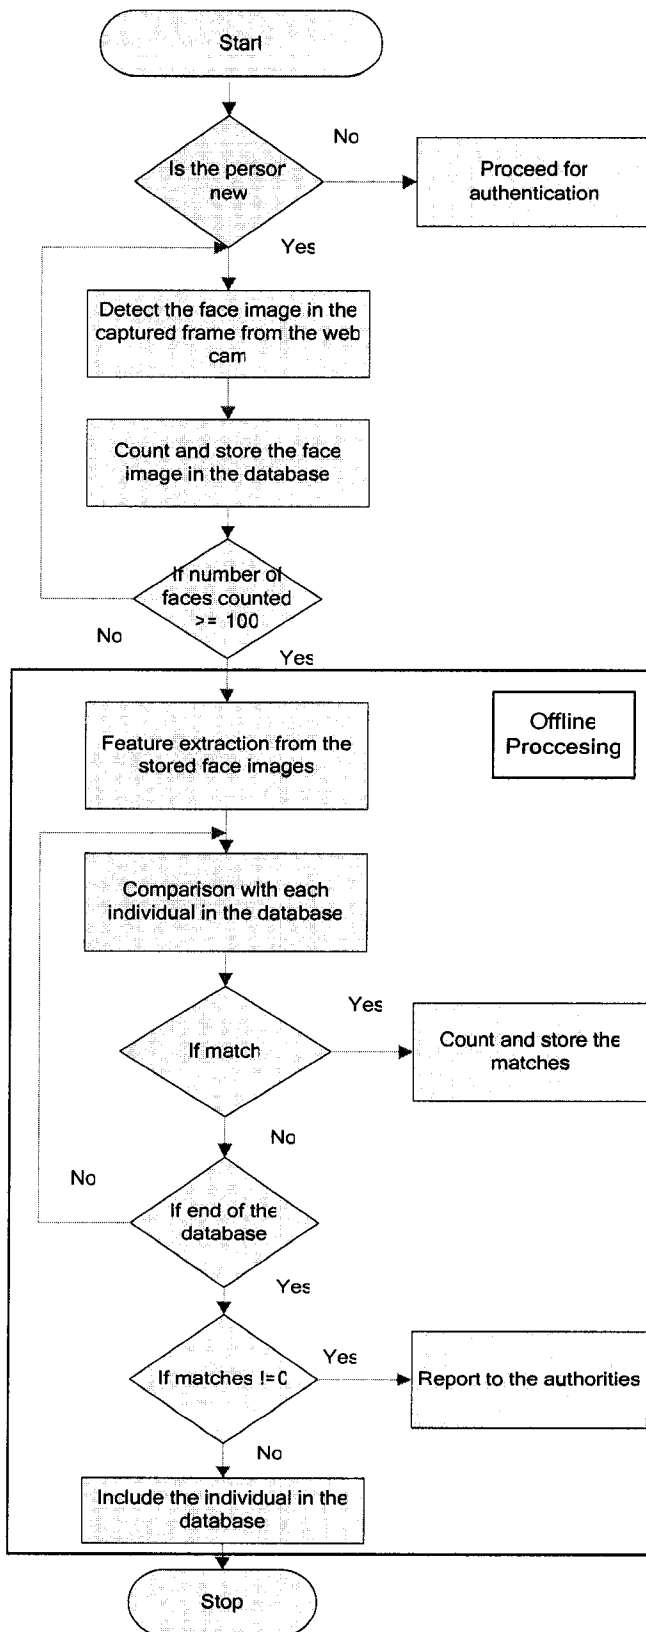 Start
Is the person
new
No
Proceed for
authentication
Yes
Detect the face image in the
captured frame from the web
cam
Count and store the face
image in the database
If number of
faces counted
>= 100
No
Yes
Feature extraction from the
stored face images
Offline
Proccesing
Comparison with each
individual in the database
If match
Yes
Count and store the
matches
No
If end of the
database
No
Yes
If matches !=0
Yes
Report to the authorities
No
Include the individual in the
database
Stop